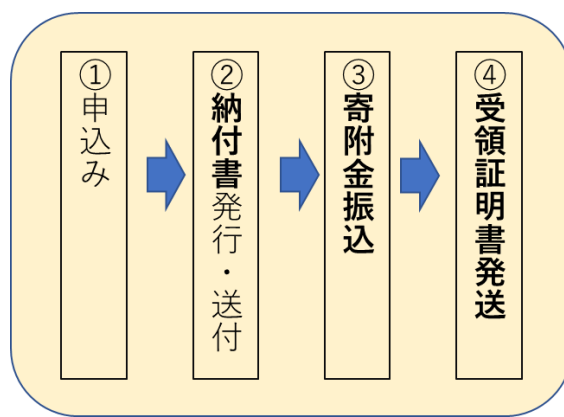 ①申込み
②納付書発行・送付
③寄附金振込
④受領証明書発送